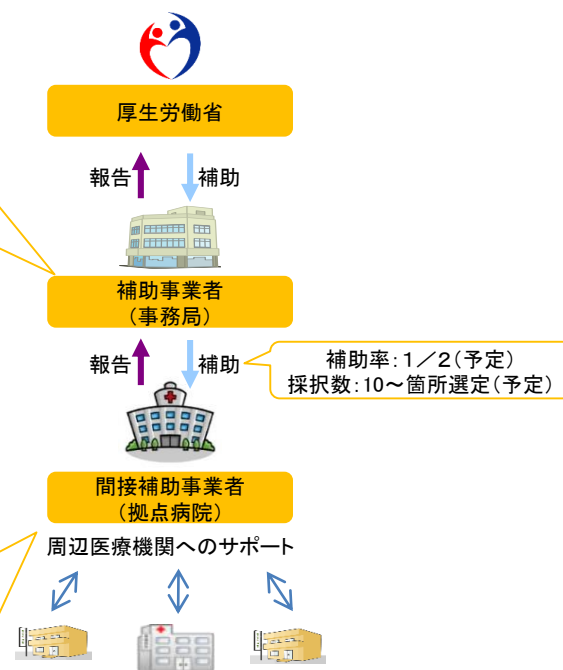 厚生労働省
報告
補助
補助事業者
（事務局）
報告
補助
補助率：１／２（予定）
採択数：10～箇所選定（予定）
間接補助事業者
（拠点病院）
周辺医療機関へのサポート